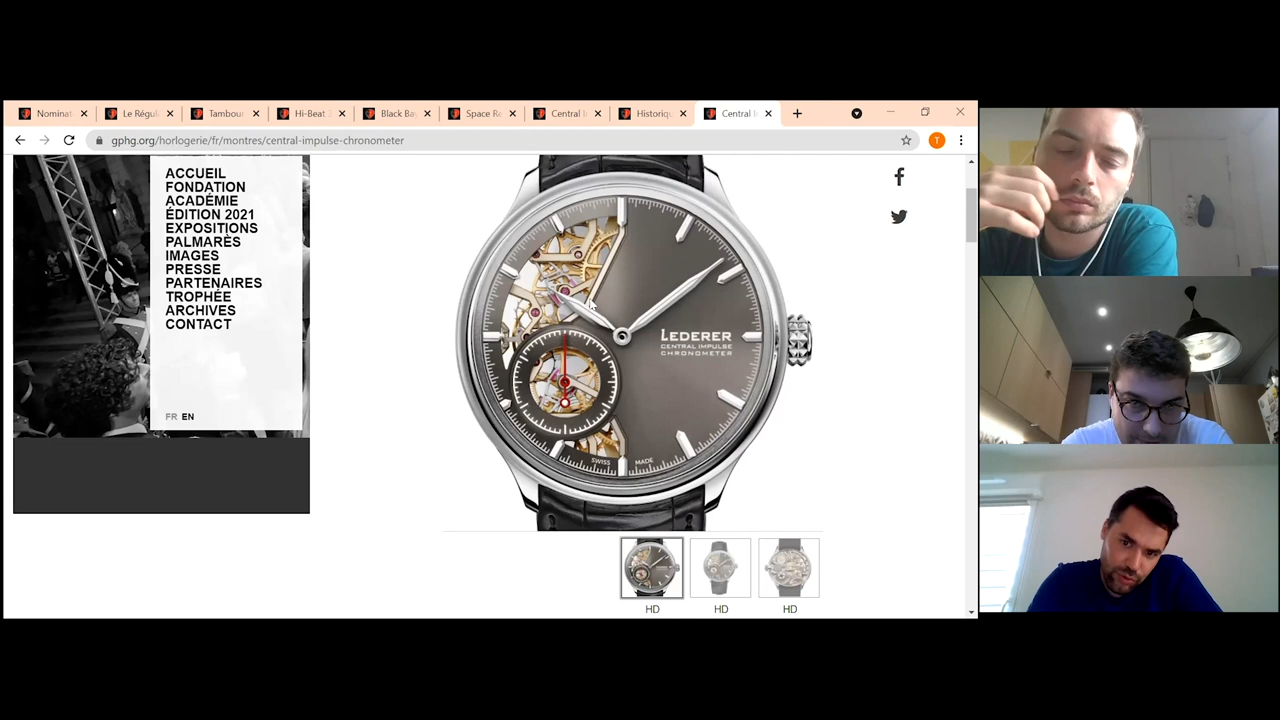 Nominat
Le Régul
Tambou
Hi-Beat
Black Ba
Space Re
Central I
Historiq
Central I
gphg.org/horlogerie/fr/montres/central-impulse-chronometer
T
ACCUEIL
FONDATION
ACADÉMIE
ÉDITION 2021
EXPOSITIONS
PALMARÈS
IMAGES
PRESSE
PARTENAIRES
TROPHÉE
ARCHIVES
CONTACT
FR EN
LEDERER
CENTRAL IMPULSE
CHRONOMETER
SWISS MADE
HD
HD
HD